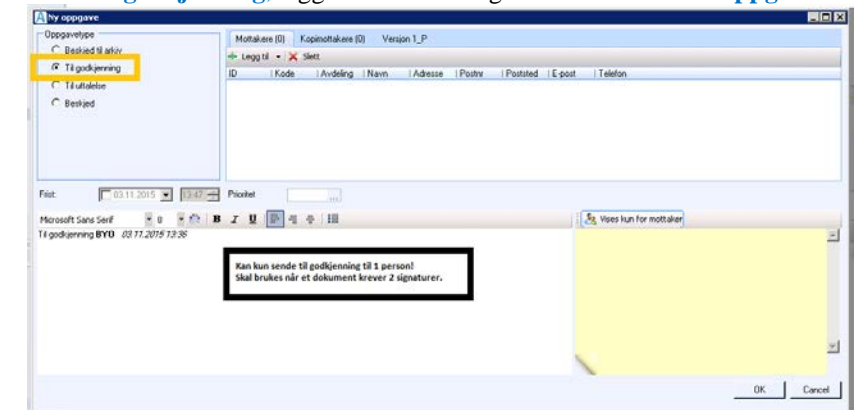 Ny oppgave
Oppgavetype
Beskjed til arkiv
Til godkjenning
Til uttalelse
Beskjed
Mottakere (0) Kopimottakere (0) Versjon 1_P
Legg til Slett
ID Kode Avdeling Navn Adresse Postnr Poststed E-post Telefon
Frist: 03.11.2015 13:47 Prioritet
Microsoft Sans Serif 8 B I U Vises kun for mottaker
Til godkjenning BYO 03.11.2015 13:36
Kan kun sende til godkjenning til 1 person!
Skal brukes når et dokument krever 2 signaturer.
OK Cancel